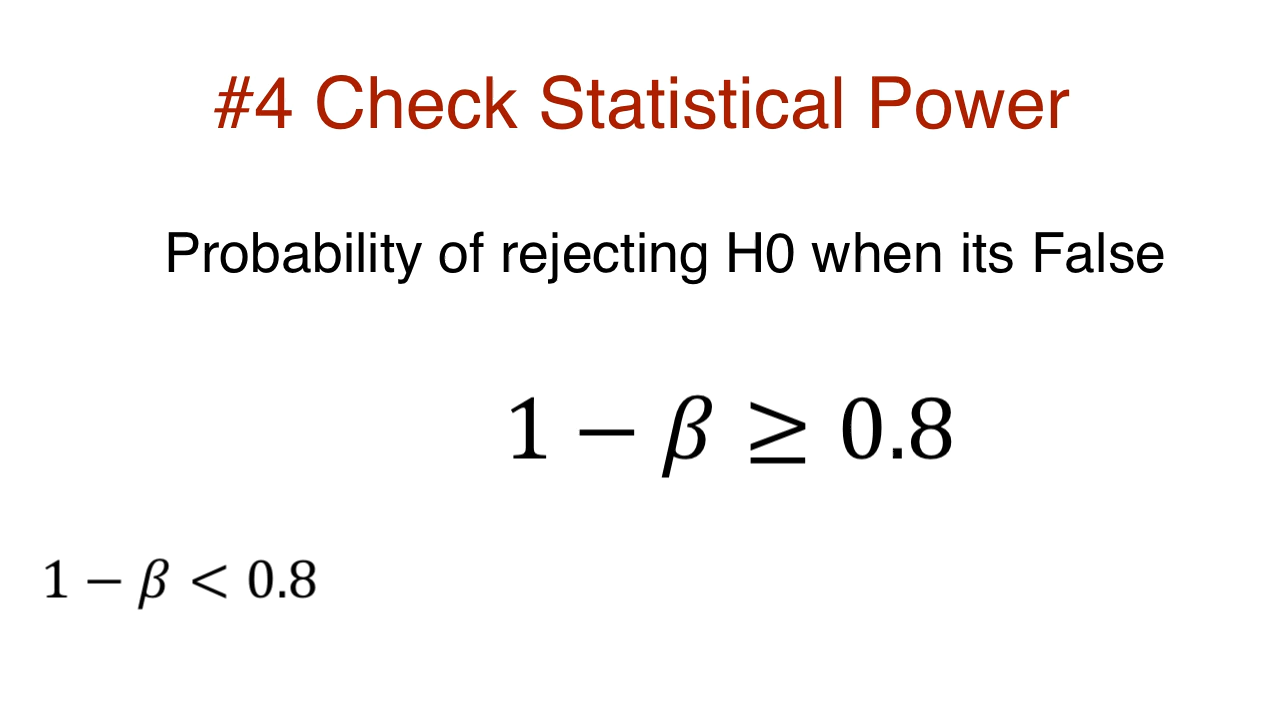 #4 Check Statistical Power
Probability of rejecting H0 when its False
1 − β ≥ 0.8
1 − β < 0.8